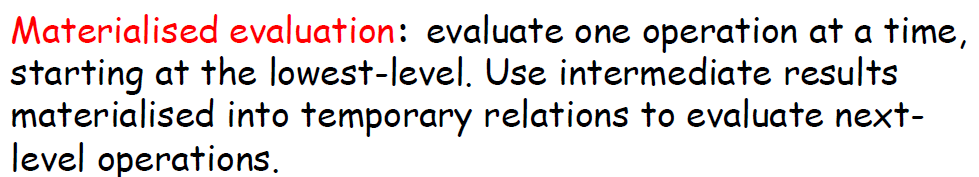 Materialised evaluation: evaluate one operation at a time,
starting at the lowest-level. Use intermediate results
materialised into temporary relations to evaluate next-
level operations.